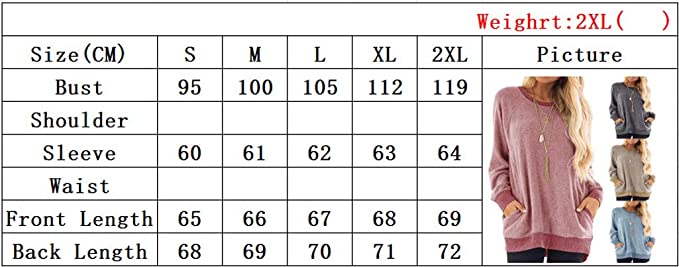 Weighrt:2XL( )
Size(CM) S M L XL 2XL Picture
Bust 95 100 105 112 119
Shoulder
Sleeve 60 61 62 63 64
Waist
Front Length 65 66 67 68 69
Back Length 68 69 70 71 72